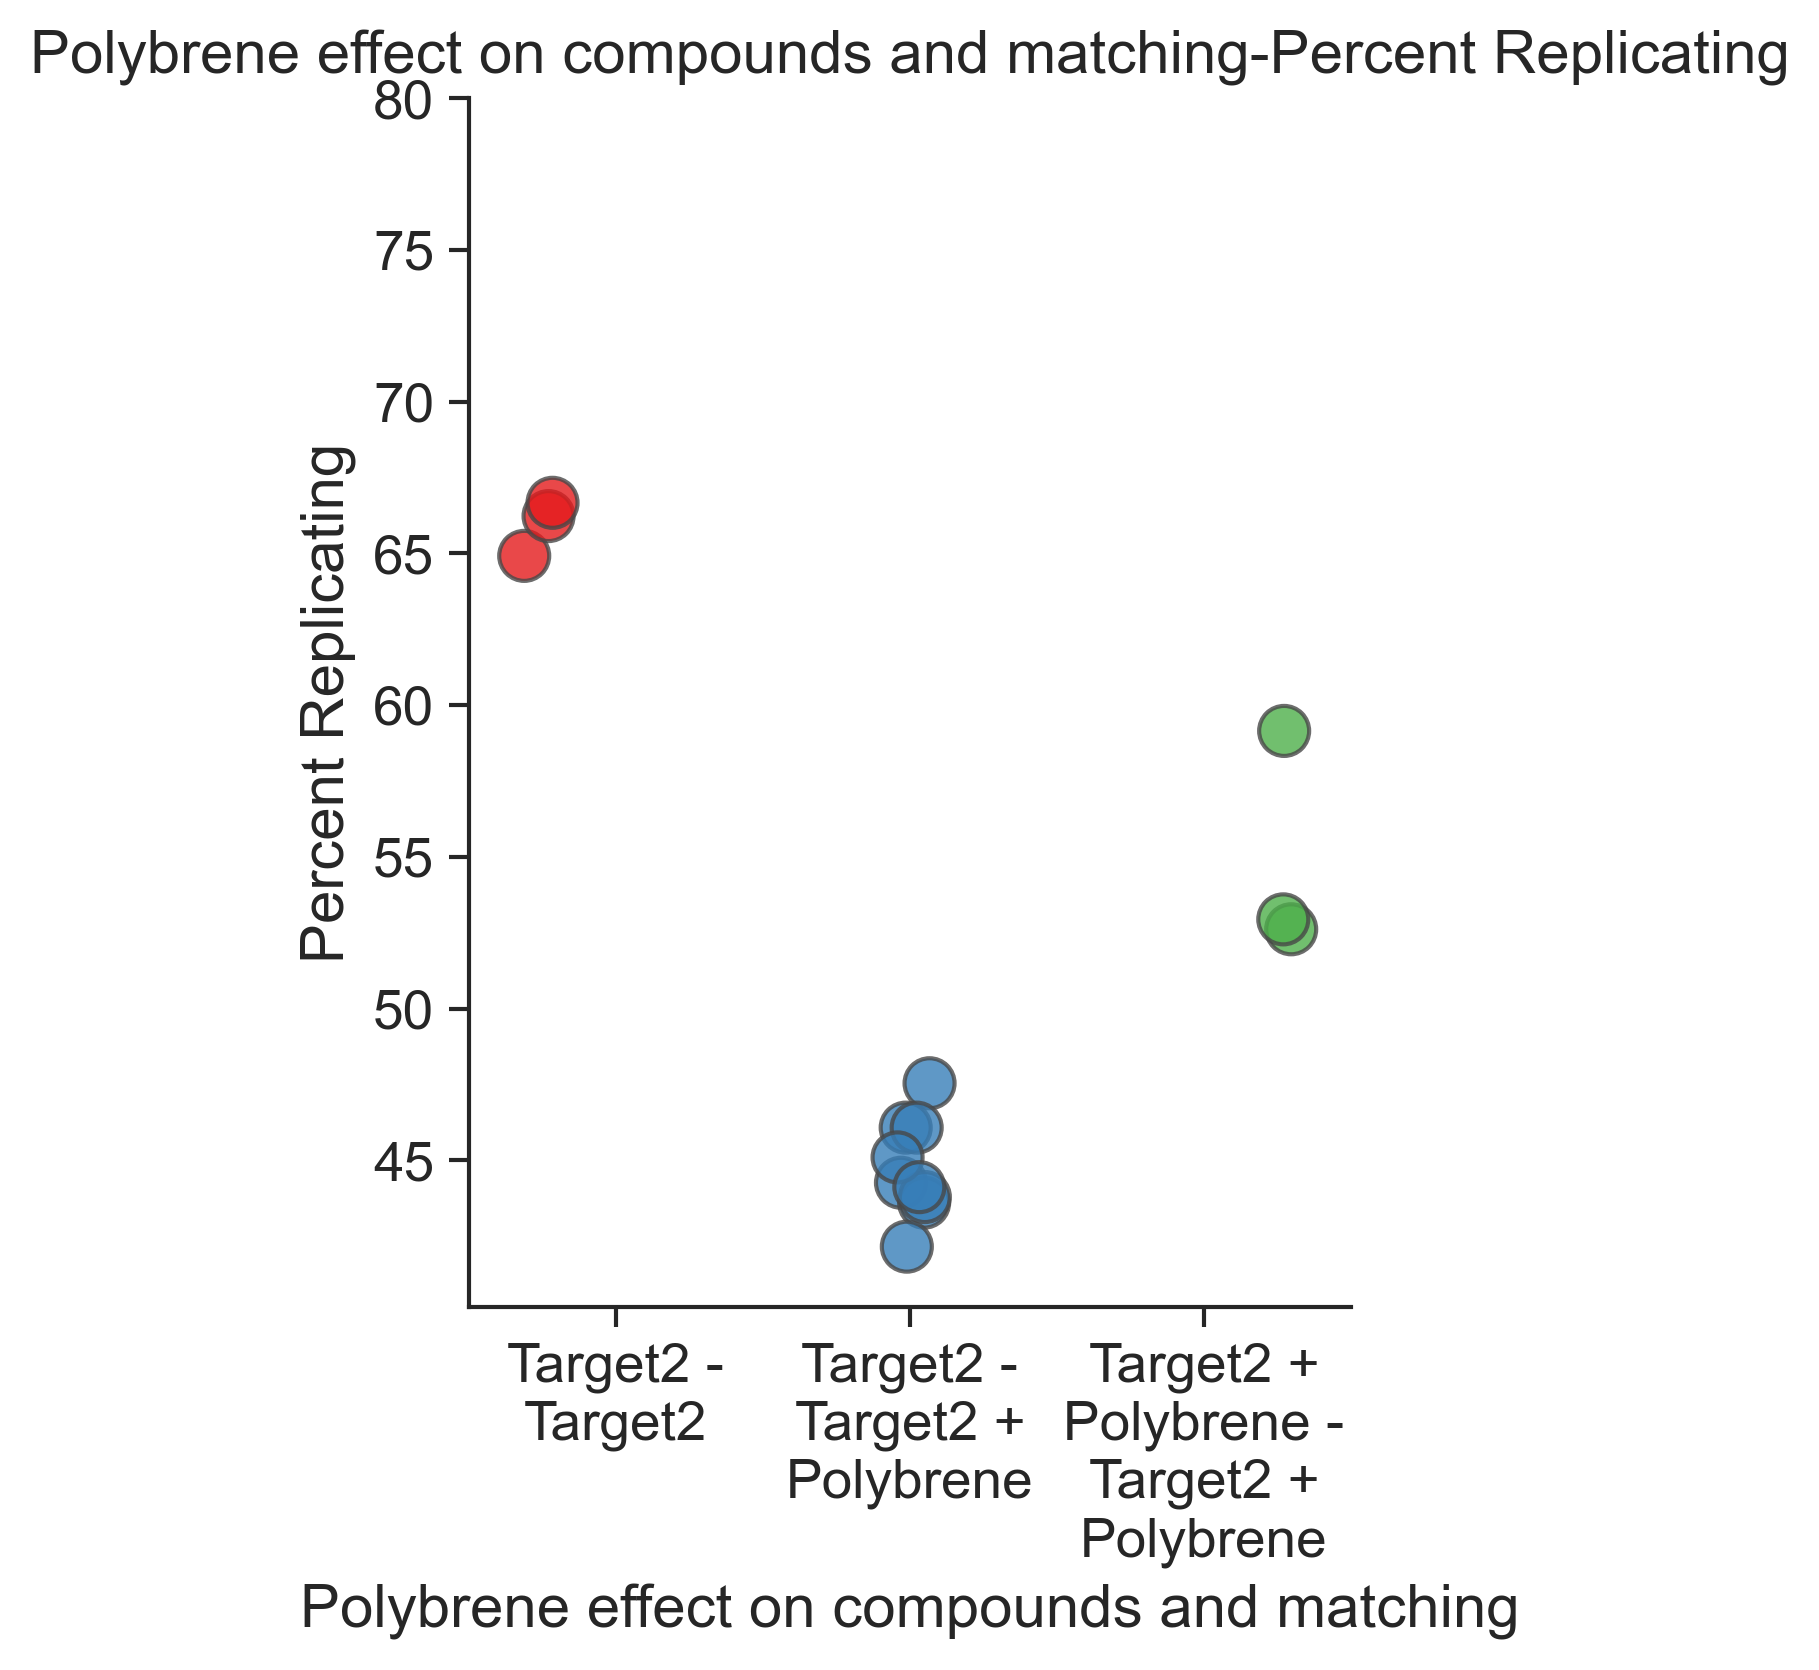 Polybrene effect on compounds and matching-Percent Replicating
80
75
70
65
60
55
50
45
Percent Replicating
Target2 -
Target2
Target2 -
Target2 +
Polybrene
Target2 +
Polybrene -
Target2 +
Polybrene
Polybrene effect on compounds and matching